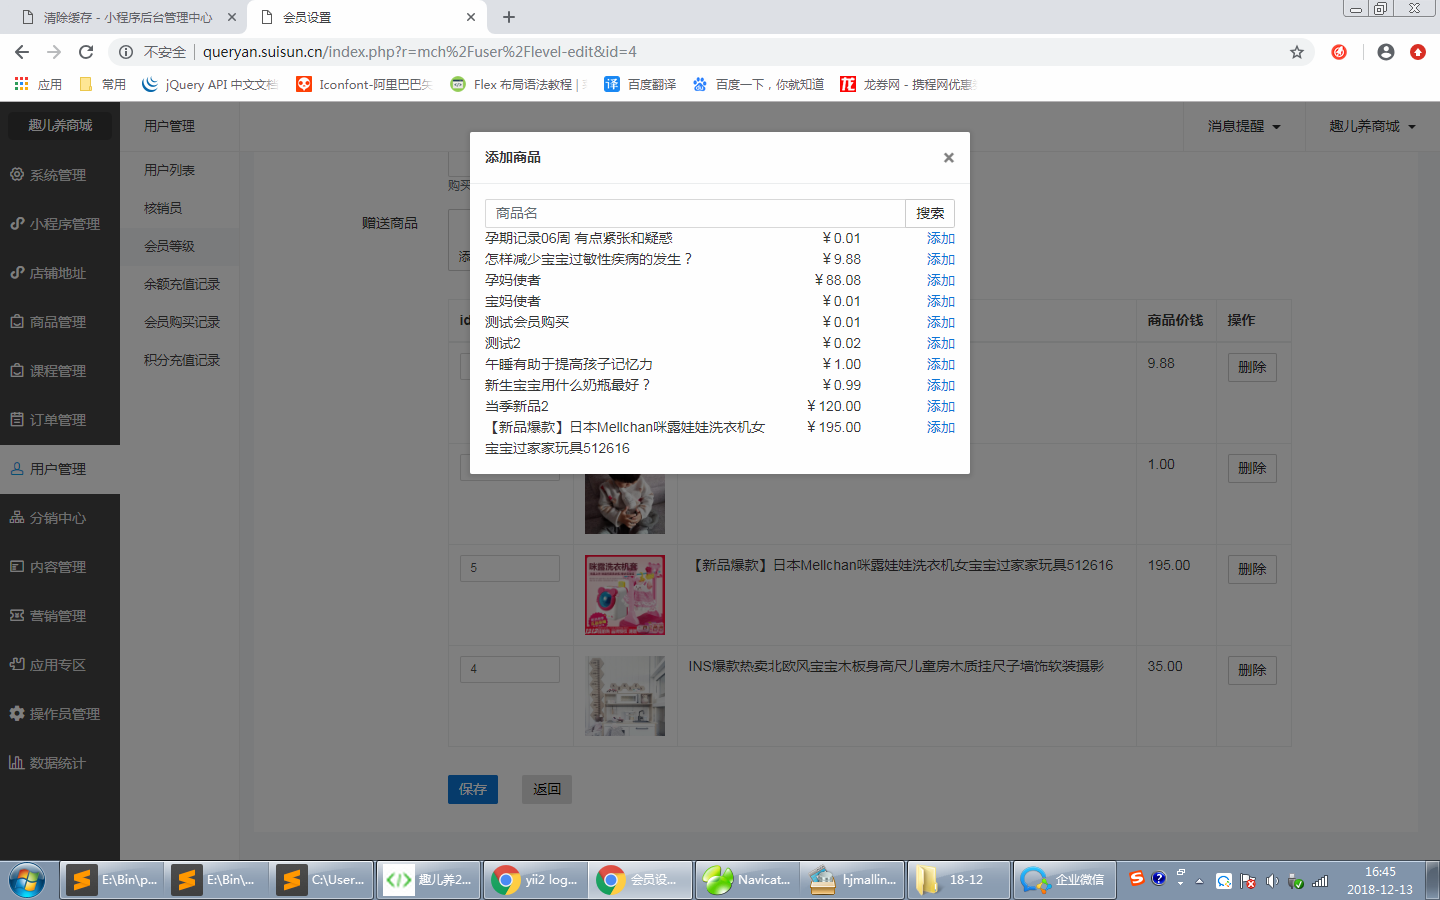 清除缓存 - 小程序后台管理中心
会员设置
不安全
queryan.suisun.cn/index.php?r=mch%2Fuser%2Flevel-edit&id=4
应用
常用
jQuery API 中文文档
Iconfont-阿里巴巴矢
Flex 布局语法教程 |
百度翻译
百度一下，你就知道
龙券网 - 携程网优惠
趣儿养商城
用户管理
消息提醒
趣儿养商城
系统管理
小程序管理
店铺地址
商品管理
课程管理
订单管理
用户管理
分销中心
内容管理
营销管理
应用专区
操作员管理
数据统计
用户列表
核销员
会员等级
余额充值记录
会员购买记录
积分充值记录
购买
赠送商品
添
添加商品
×
商品名
搜索
孕期记录06周 有点紧张和疑惑 ￥0.01 添加
怎样减少宝宝过敏性疾病的发生？ ￥9.88 添加
孕妈使者 ￥88.08 添加
宝妈使者 ￥0.01 添加
测试会员购买 ￥0.01 添加
测试2 ￥0.02 添加
午睡有助于提高孩子记忆力 ￥1.00 添加
新生宝宝用什么奶瓶最好？ ￥0.99 添加
当季新品2 ￥120.00 添加
【新品爆款】日本Mellchan咪露娃娃洗衣机女 ￥195.00 添加
宝宝过家家玩具512616
id 商品价钱 操作
9.88 删除
1.00 删除
5 【新品爆款】日本Mellchan咪露娃娃洗衣机女宝宝过家家玩具512616 195.00 删除
咪露洗衣机套
4 INS爆款热卖北欧风宝宝木板身高尺儿童房木质挂尺子墙饰软装摄影 35.00 删除
保存
返回
E:\Bin\p...
E:\Bin\...
C:\User...
趣儿养2...
yii2 log...
会员设...
Navicat...
hjmallin...
18-12
企业微信
16:45
2018-12-13